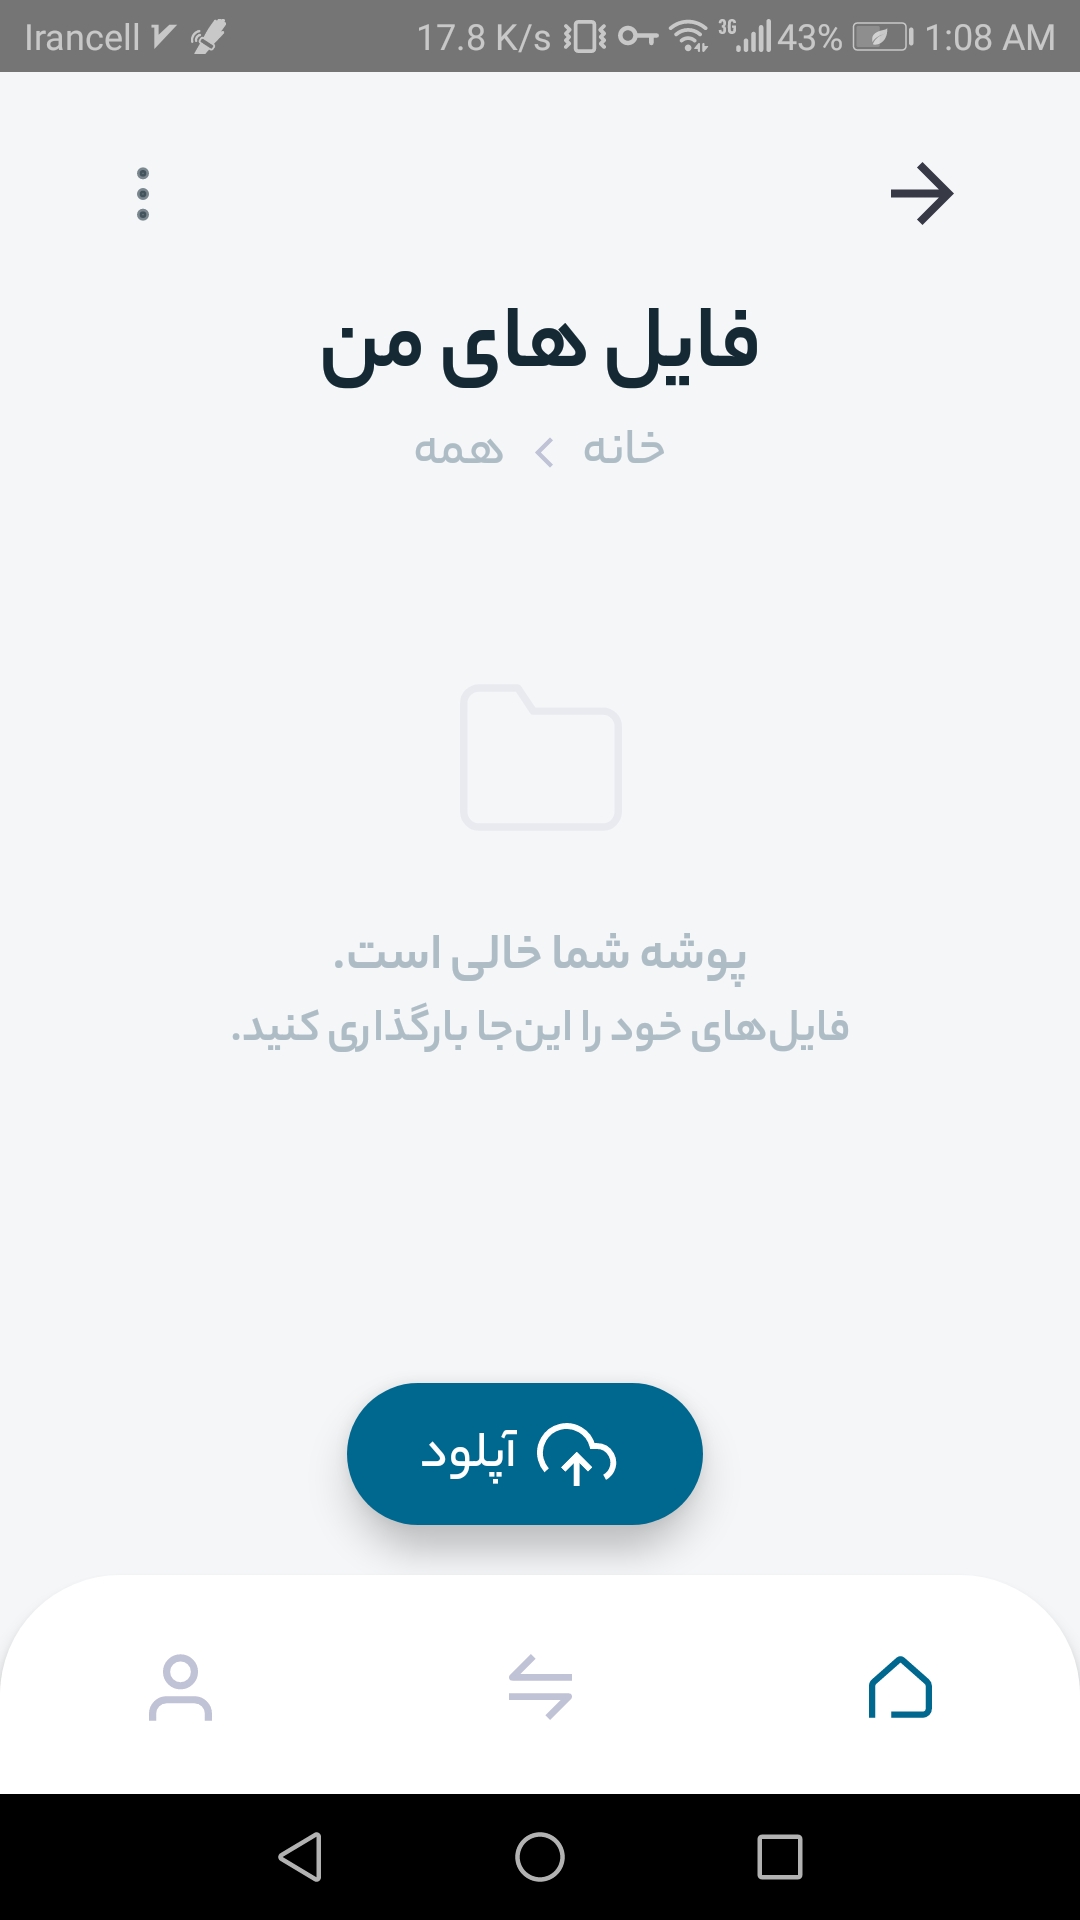 Irancell 17.8 K/s 3G 43% 1:08 AM
فایل های من
خانه همه
پوشه شما خالی است.
فایل‌های خود را این‌جا بارگذاری کنید.
آپلود